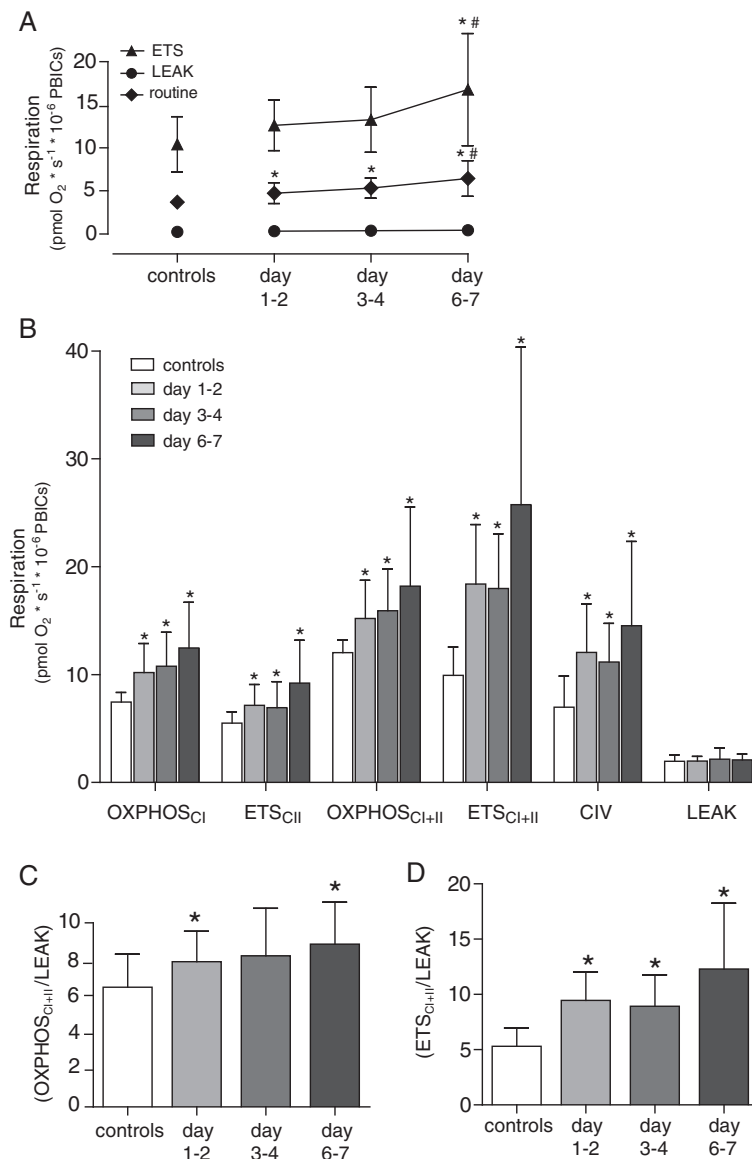 A
ETS
LEAK
routine
Respiration
(pmol O2 * s-1 * 10-6 PBICs)
20
15
10
5
0
* #
*
*
* #
controls
day
1-2
day
3-4
day
6-7
B
controls
day 1-2
day 3-4
day 6-7
Respiration
(pmol O2 * s-1 * 10-6 PBICs)
40
30
20
10
0
* * *
* * *
* * *
* * *
* * *
OXPHOSCI
ETSCII
OXPHOSCI+II
ETSCI+II
CIV
LEAK
C
(OXPHOSCI+II/LEAK)
10
8
6
4
2
0
*
*
controls
day
1-2
day
3-4
day
6-7
D
(ETSCI+II/LEAK)
20
15
10
5
0
*
*
*
controls
day
1-2
day
3-4
day
6-7